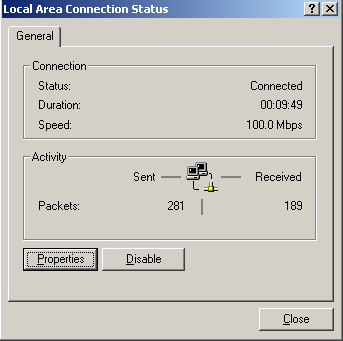 Local Area Connection Status
General
Connection
Status: Connected
Duration: 00:09:49
Speed: 100.0 Mbps
Activity
Sent Received
Packets: 281 189
Properties Disable
Close